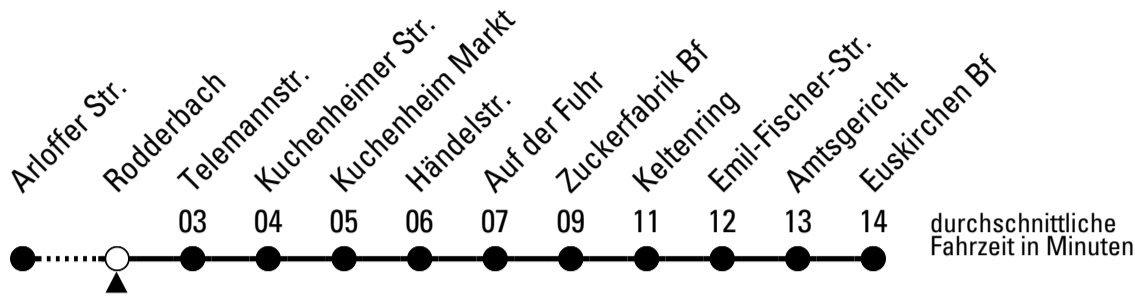 Arloffer Str.
Rodderbach
Telemannstr.
Kuchenheimer Str.
Kuchenheim Markt
Händelstr.
Auf der Fuhr
Zuckerfabrik Bf
Keltenring
Emil-Fischer-Str.
Amtsgericht
Euskirchen Bf
03 04 05 06 07 09 11 12 13 14
durchschnittliche
Fahrzeit in Minuten